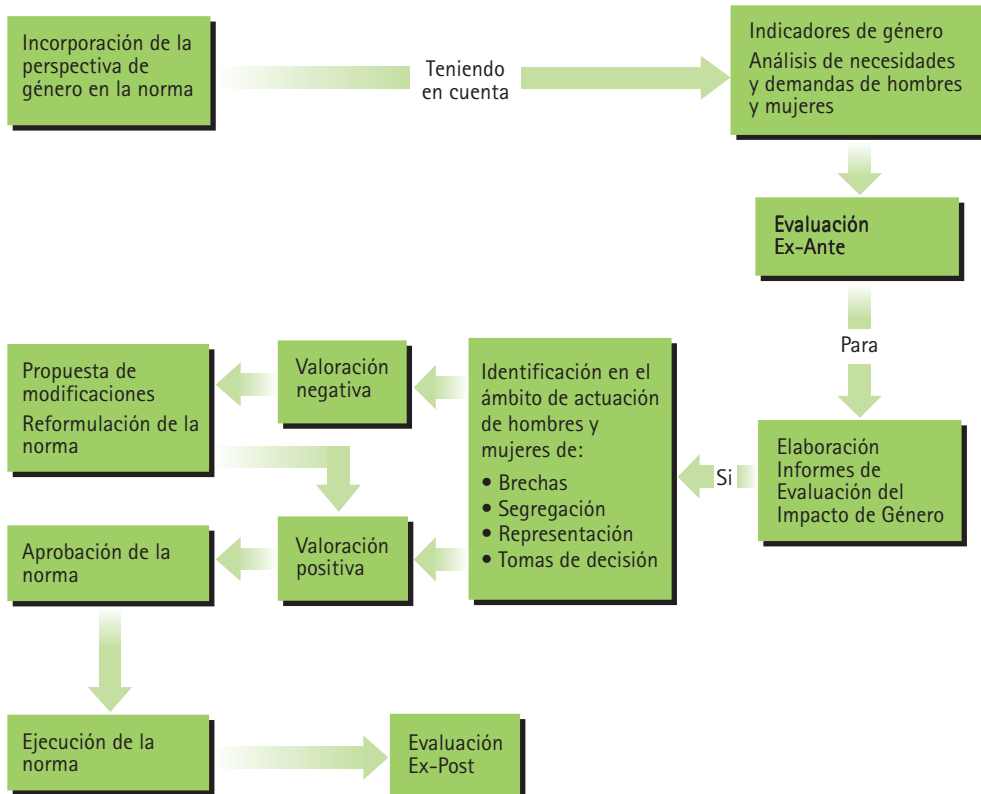 Incorporación de la
perspectiva de
género en la norma
Teniendo
en cuenta
Indicadores de género
Análisis de necesidades
y demandas de hombres
y mujeres
Evaluación
Ex-Ante
Para
Elaboración
Informes de
Evaluación del
Impacto de Género
Si
Identificación en el
ámbito de actuación
de hombres y
mujeres de:
• Brechas
• Segregación
• Representación
• Tomas de decisión
Valoración
negativa
Propuesta de
modificaciones
Reformulación de la
norma
Valoración
positiva
Aprobación de la
norma
Ejecución de la
norma
Evaluación
Ex-Post